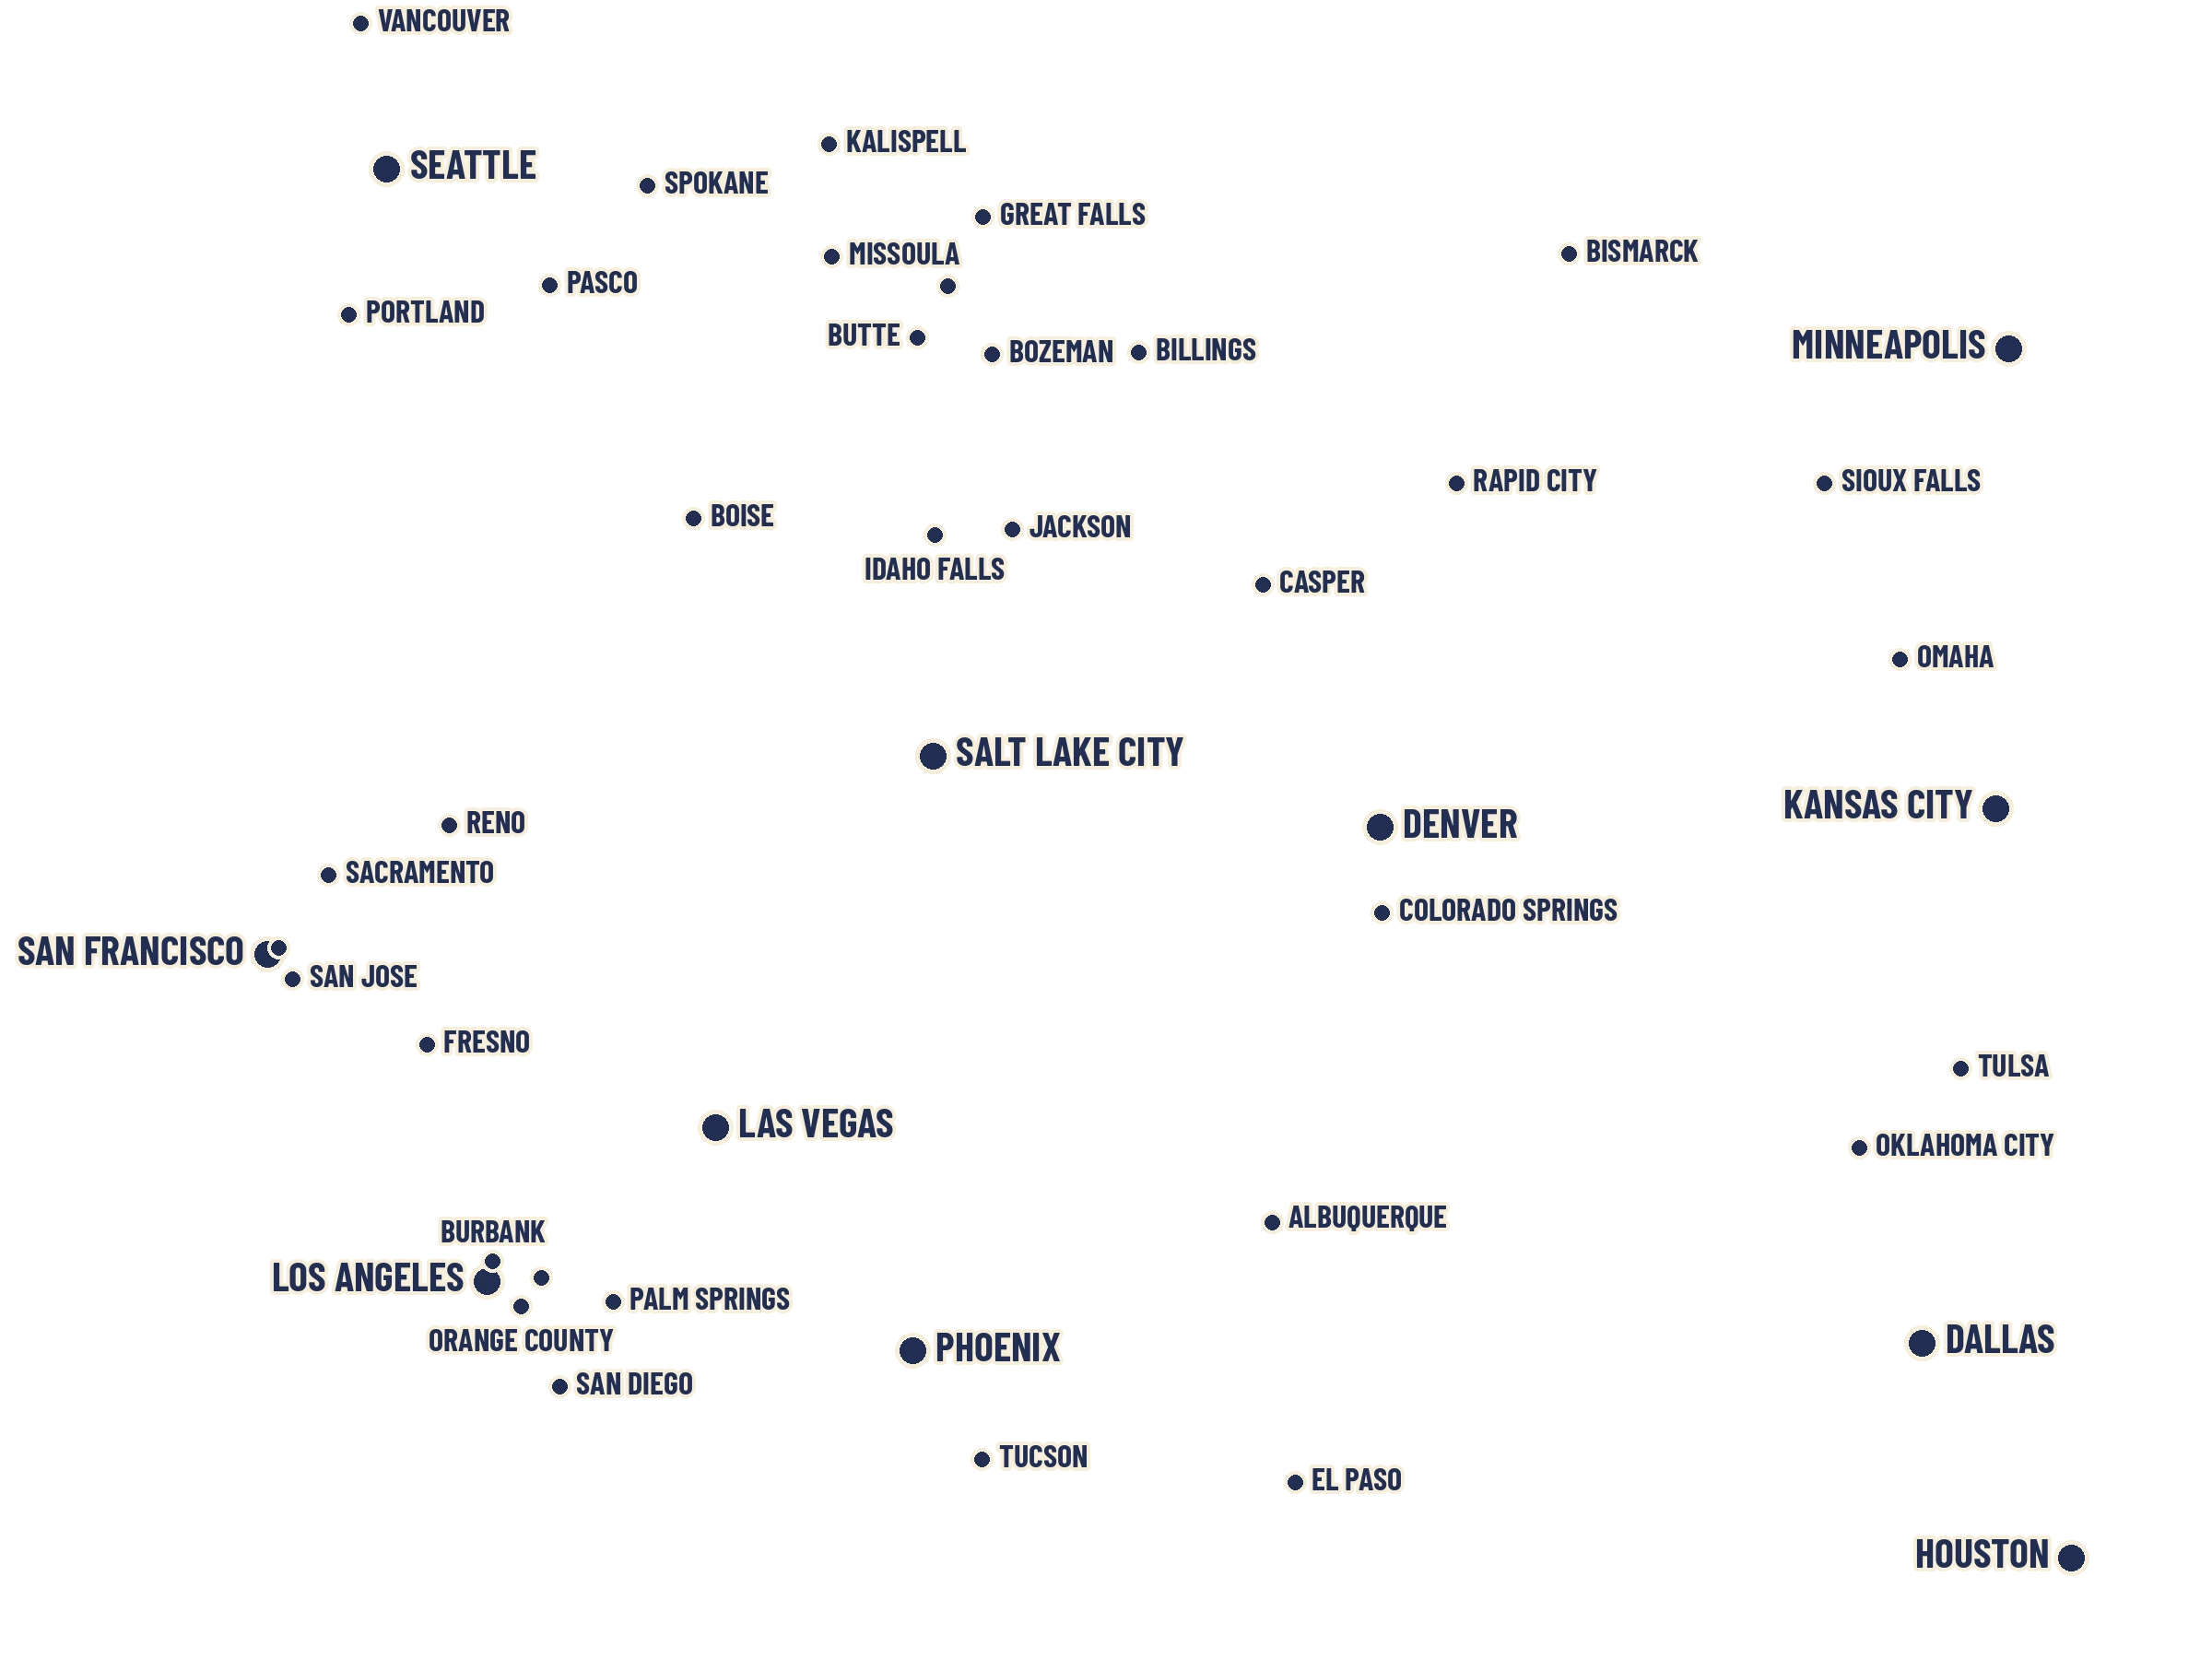 VANCOUVER
KALISPELL
SEATTLE
SPOKANE
GREAT FALLS
MISSOULA
BISMARCK
PASCO
PORTLAND
BUTTE
BOZEMAN
BILLINGS
MINNEAPOLIS
RAPID CITY
SIOUX FALLS
BOISE
JACKSON
IDAHO FALLS
CASPER
OMAHA
SALT LAKE CITY
KANSAS CITY
RENO
DENVER
SACRAMENTO
COLORADO SPRINGS
SAN FRANCISCO
SAN JOSE
FRESNO
TULSA
LAS VEGAS
OKLAHOMA CITY
ALBUQUERQUE
BURBANK
LOS ANGELES
PALM SPRINGS
ORANGE COUNTY
PHOENIX
DALLAS
SAN DIEGO
TUCSON
EL PASO
HOUSTON